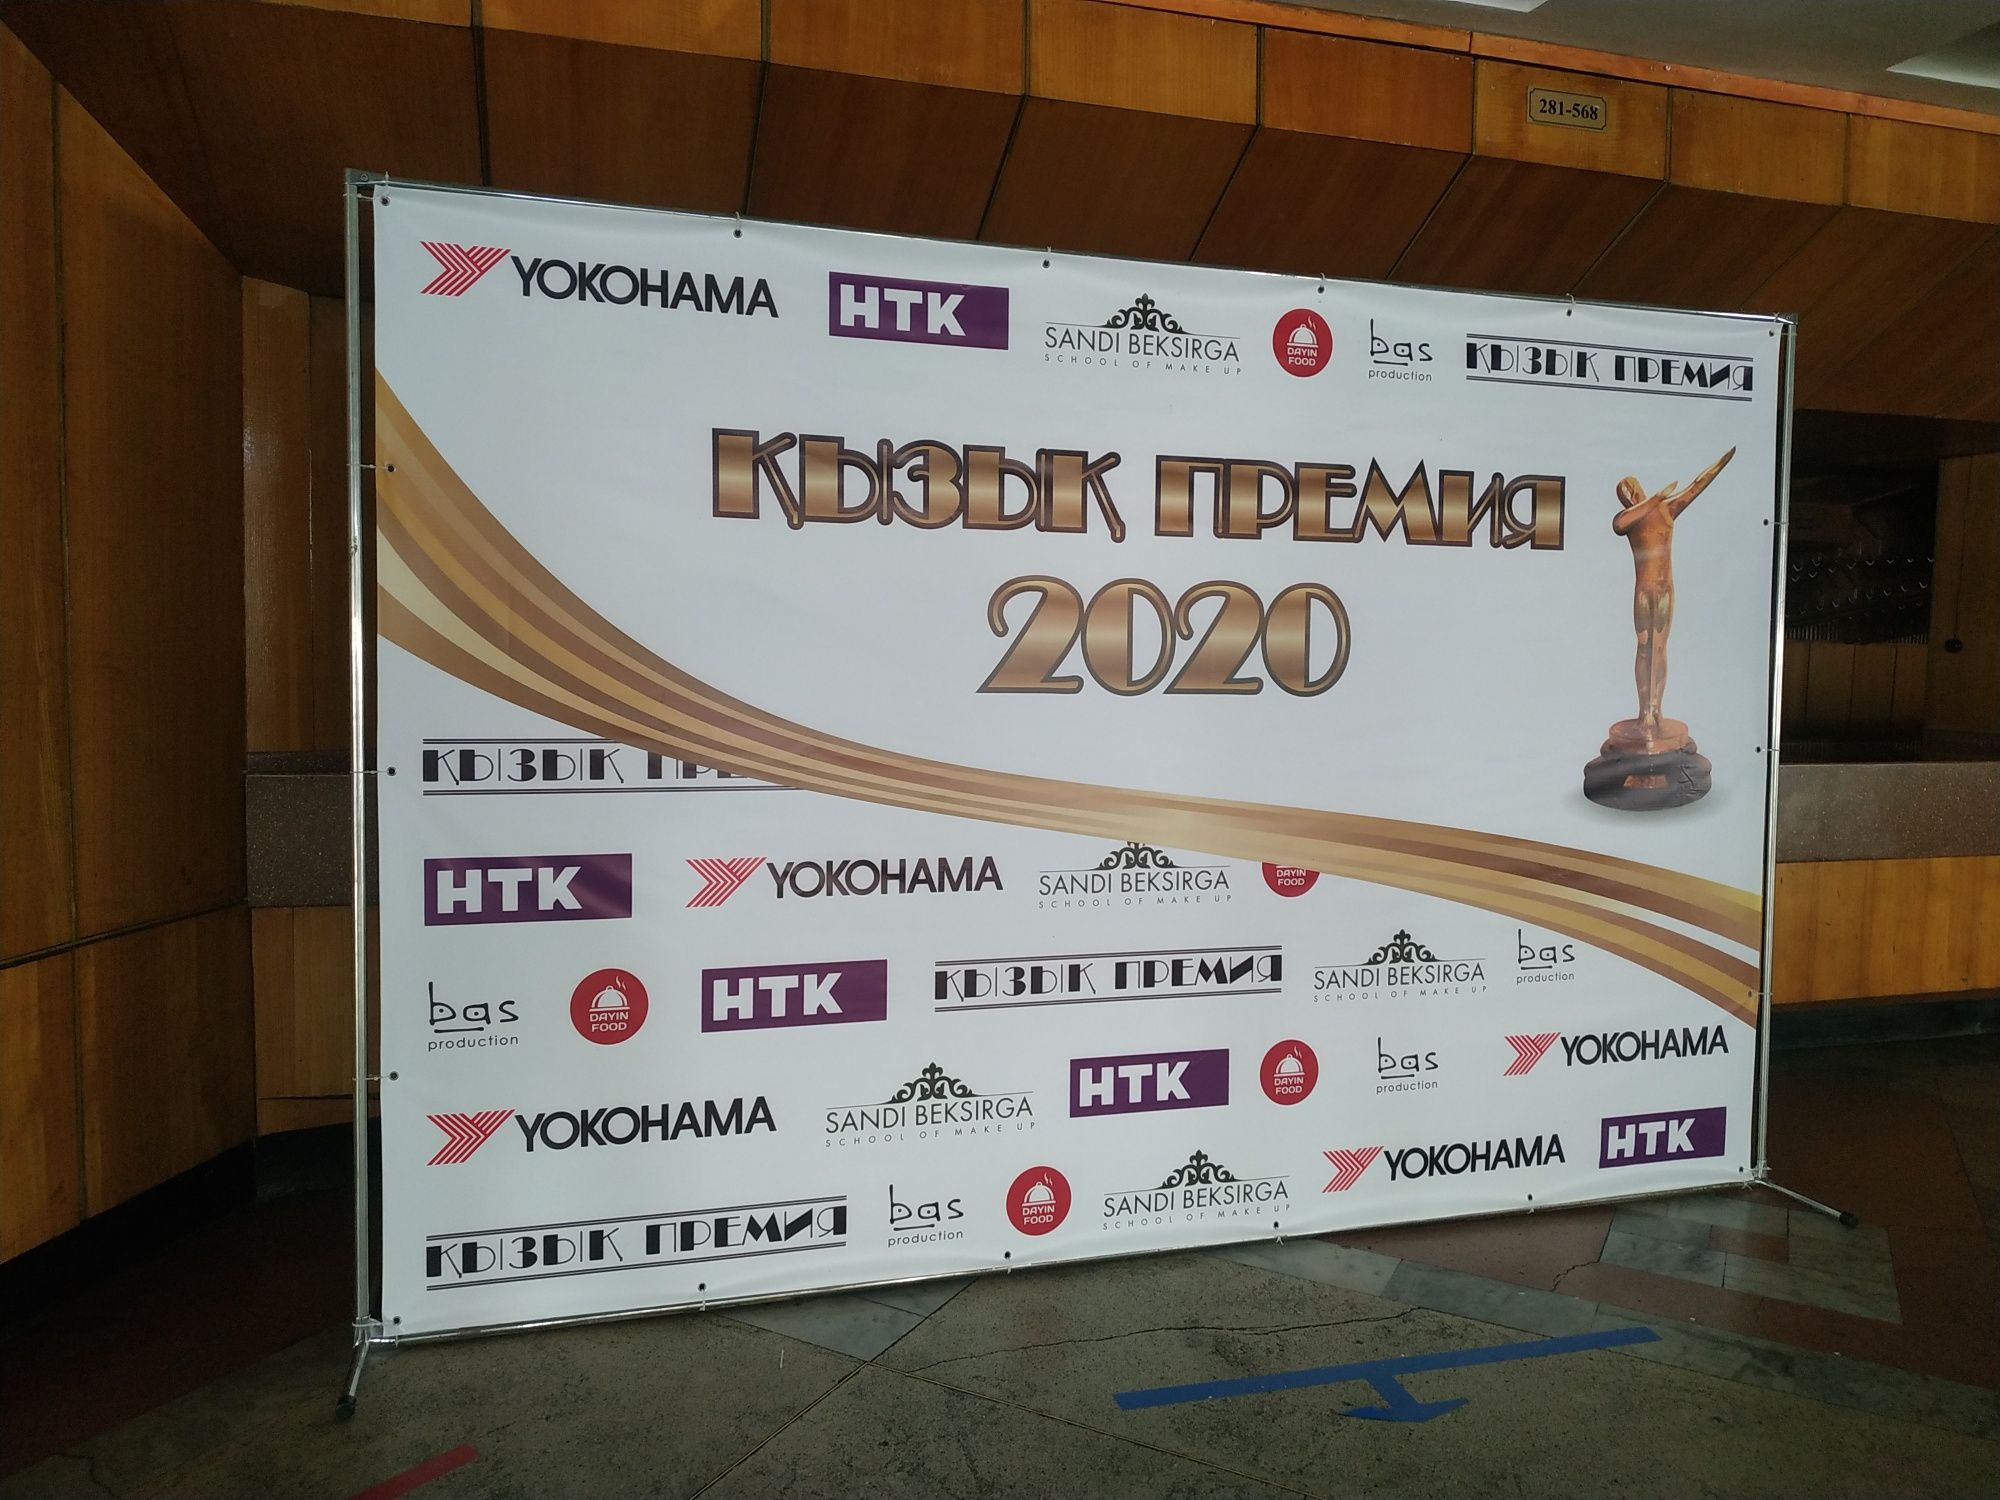 281-568
YOKOHAMA НТК SANDI BEKSIRGA DAYIN bas ҚЫЗЫҚ ПРЕМИЯ
SCHOOL OF MAKE UP FOOD production
ҚЫЗЫҚ ПРЕМИЯ
2020
ҚЫЗЫҚ
НТК YOKOHAMA SANDI BEKSIRGA DAYIN
SCHOOL OF MAKE UP FOOD
bas DAYIN НТК ҚЫЗЫҚ ПРЕМИЯ SANDI BEKSIRGA bas
production FOOD SCHOOL OF MAKE UP production
YOKOHAMA SANDI BEKSIRGA НТК DAYIN bas YOKOHAMA
SCHOOL OF MAKE UP FOOD production
ҚЫЗЫҚ ПРЕМИЯ bas DAYIN SANDI BEKSIRGA YOKOHAMA НТК
production FOOD SCHOOL OF MAKE UP